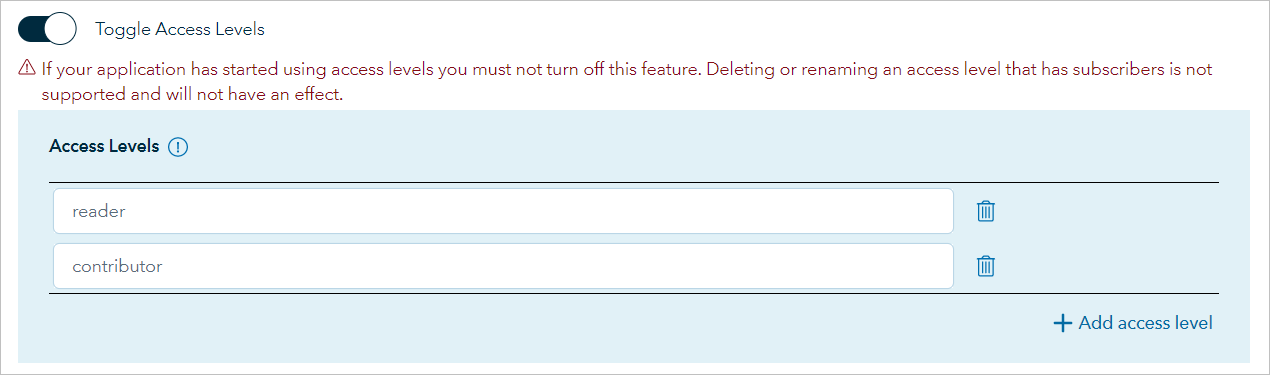 Toggle Access Levels
If your application has started using access levels you must not turn off this feature. Deleting or renaming an access level that has subscribers is not
supported and will not have an effect.
Access Levels
reader
contributor
Add access level